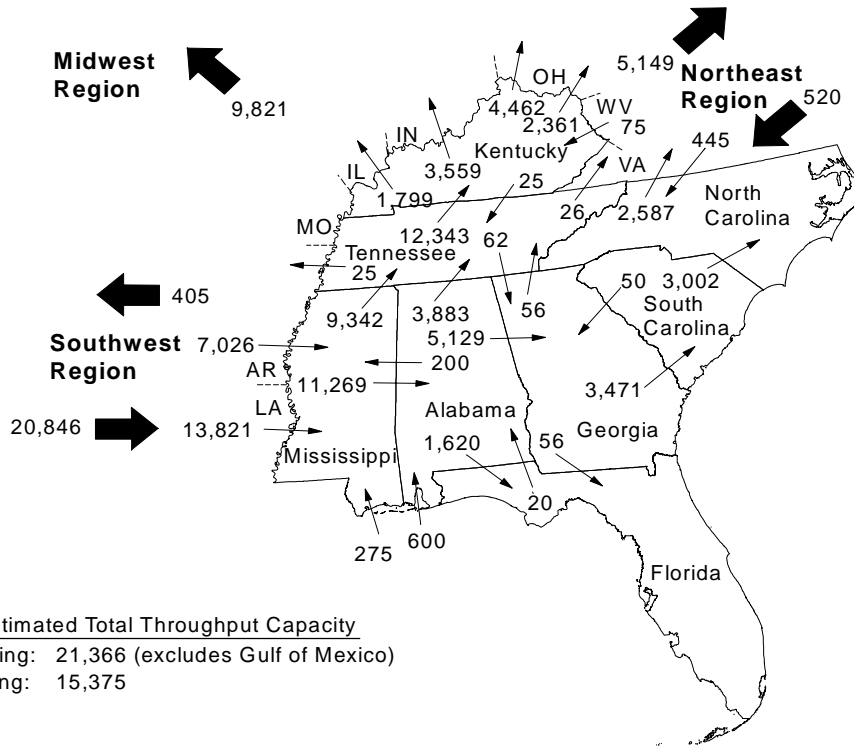 Midwest
Region
9,821
5,149
Northeast
Region
520
OH
WV
4,462
2,361
75
IN
Kentucky
445
3,559
VA
IL
1,799
25
North
Carolina
26
2,587
MO
12,343
62
Tennessee
25
50
3,002
56
South
Carolina
405
9,342
3,883
5,129
Southwest
Region
7,026
200
AR
11,269
3,471
LA
Alabama
20,846
13,821
1,620
Georgia
56
Mississippi
20
275
600
Florida
timated Total Throughput Capacity
ing: 21,366 (excludes Gulf of Mexico)
ng: 15,375